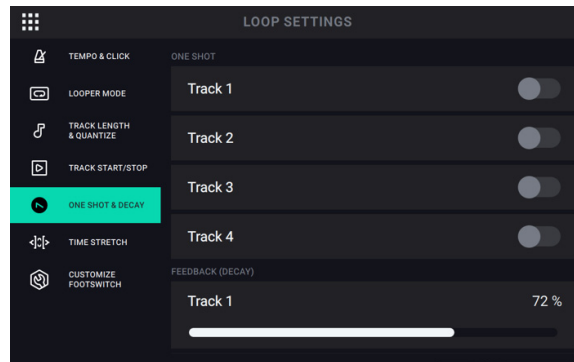 LOOP SETTINGS
TEMPO & CLICK
LOOPER MODE
TRACK LENGTH
& QUANTIZE
TRACK START/STOP
ONE SHOT & DECAY
TIME STRETCH
CUSTOMIZE
FOOTSWITCH
ONE SHOT
Track 1
Track 2
Track 3
Track 4
FEEDBACK (DECAY)
Track 1
72 %